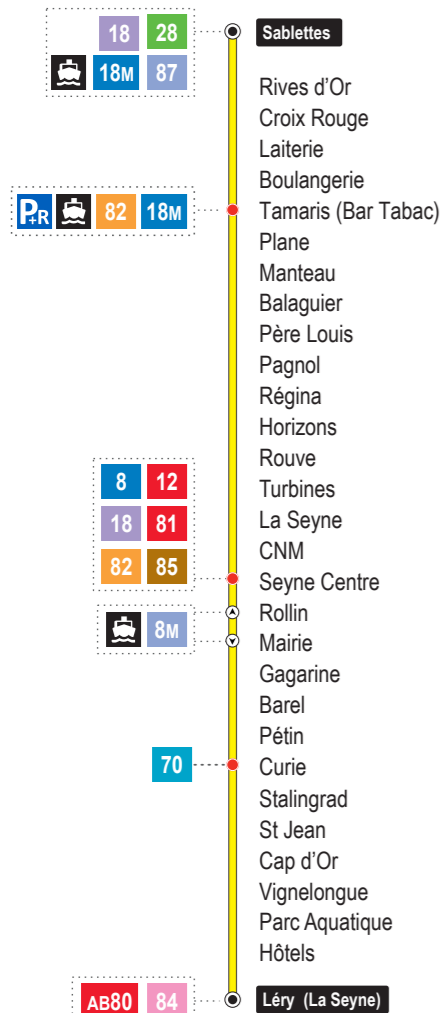 18 28 Sablettes
18M 87
Rives d'Or
Croix Rouge
Laiterie
Boulangerie
P+R 82 18M Tamaris (Bar Tabac)
Plane
Manteau
Balaguier
Père Louis
Pagnol
Régina
Horizons
Rouve
8 12 Turbines
18 81 La Seyne
CNM
82 85 Seyne Centre
Rollin
8M Mairie
Gagarine
Barel
Pétin
70 Curie
Stalingrad
St Jean
Cap d'Or
Vignelongue
Parc Aquatique
Hôtels
AB80 84 Léry (La Seyne)